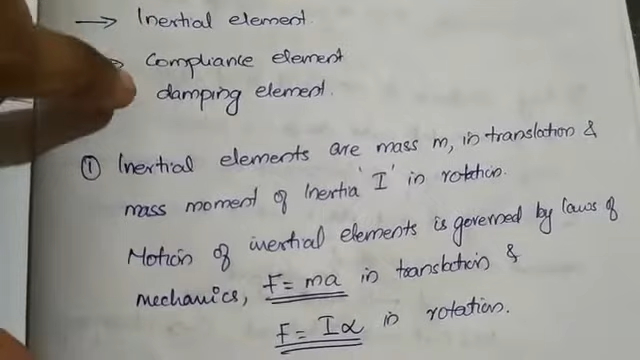 → Inertial element.
→ Compliance element
damping element.
① Inertial elements are mass m, in translation &
mass moment of Inertia 'I' in rotation.
Motion of inertial elements is governed by laws of
mechanics, F = ma in translation &
F = Iα in rotation.